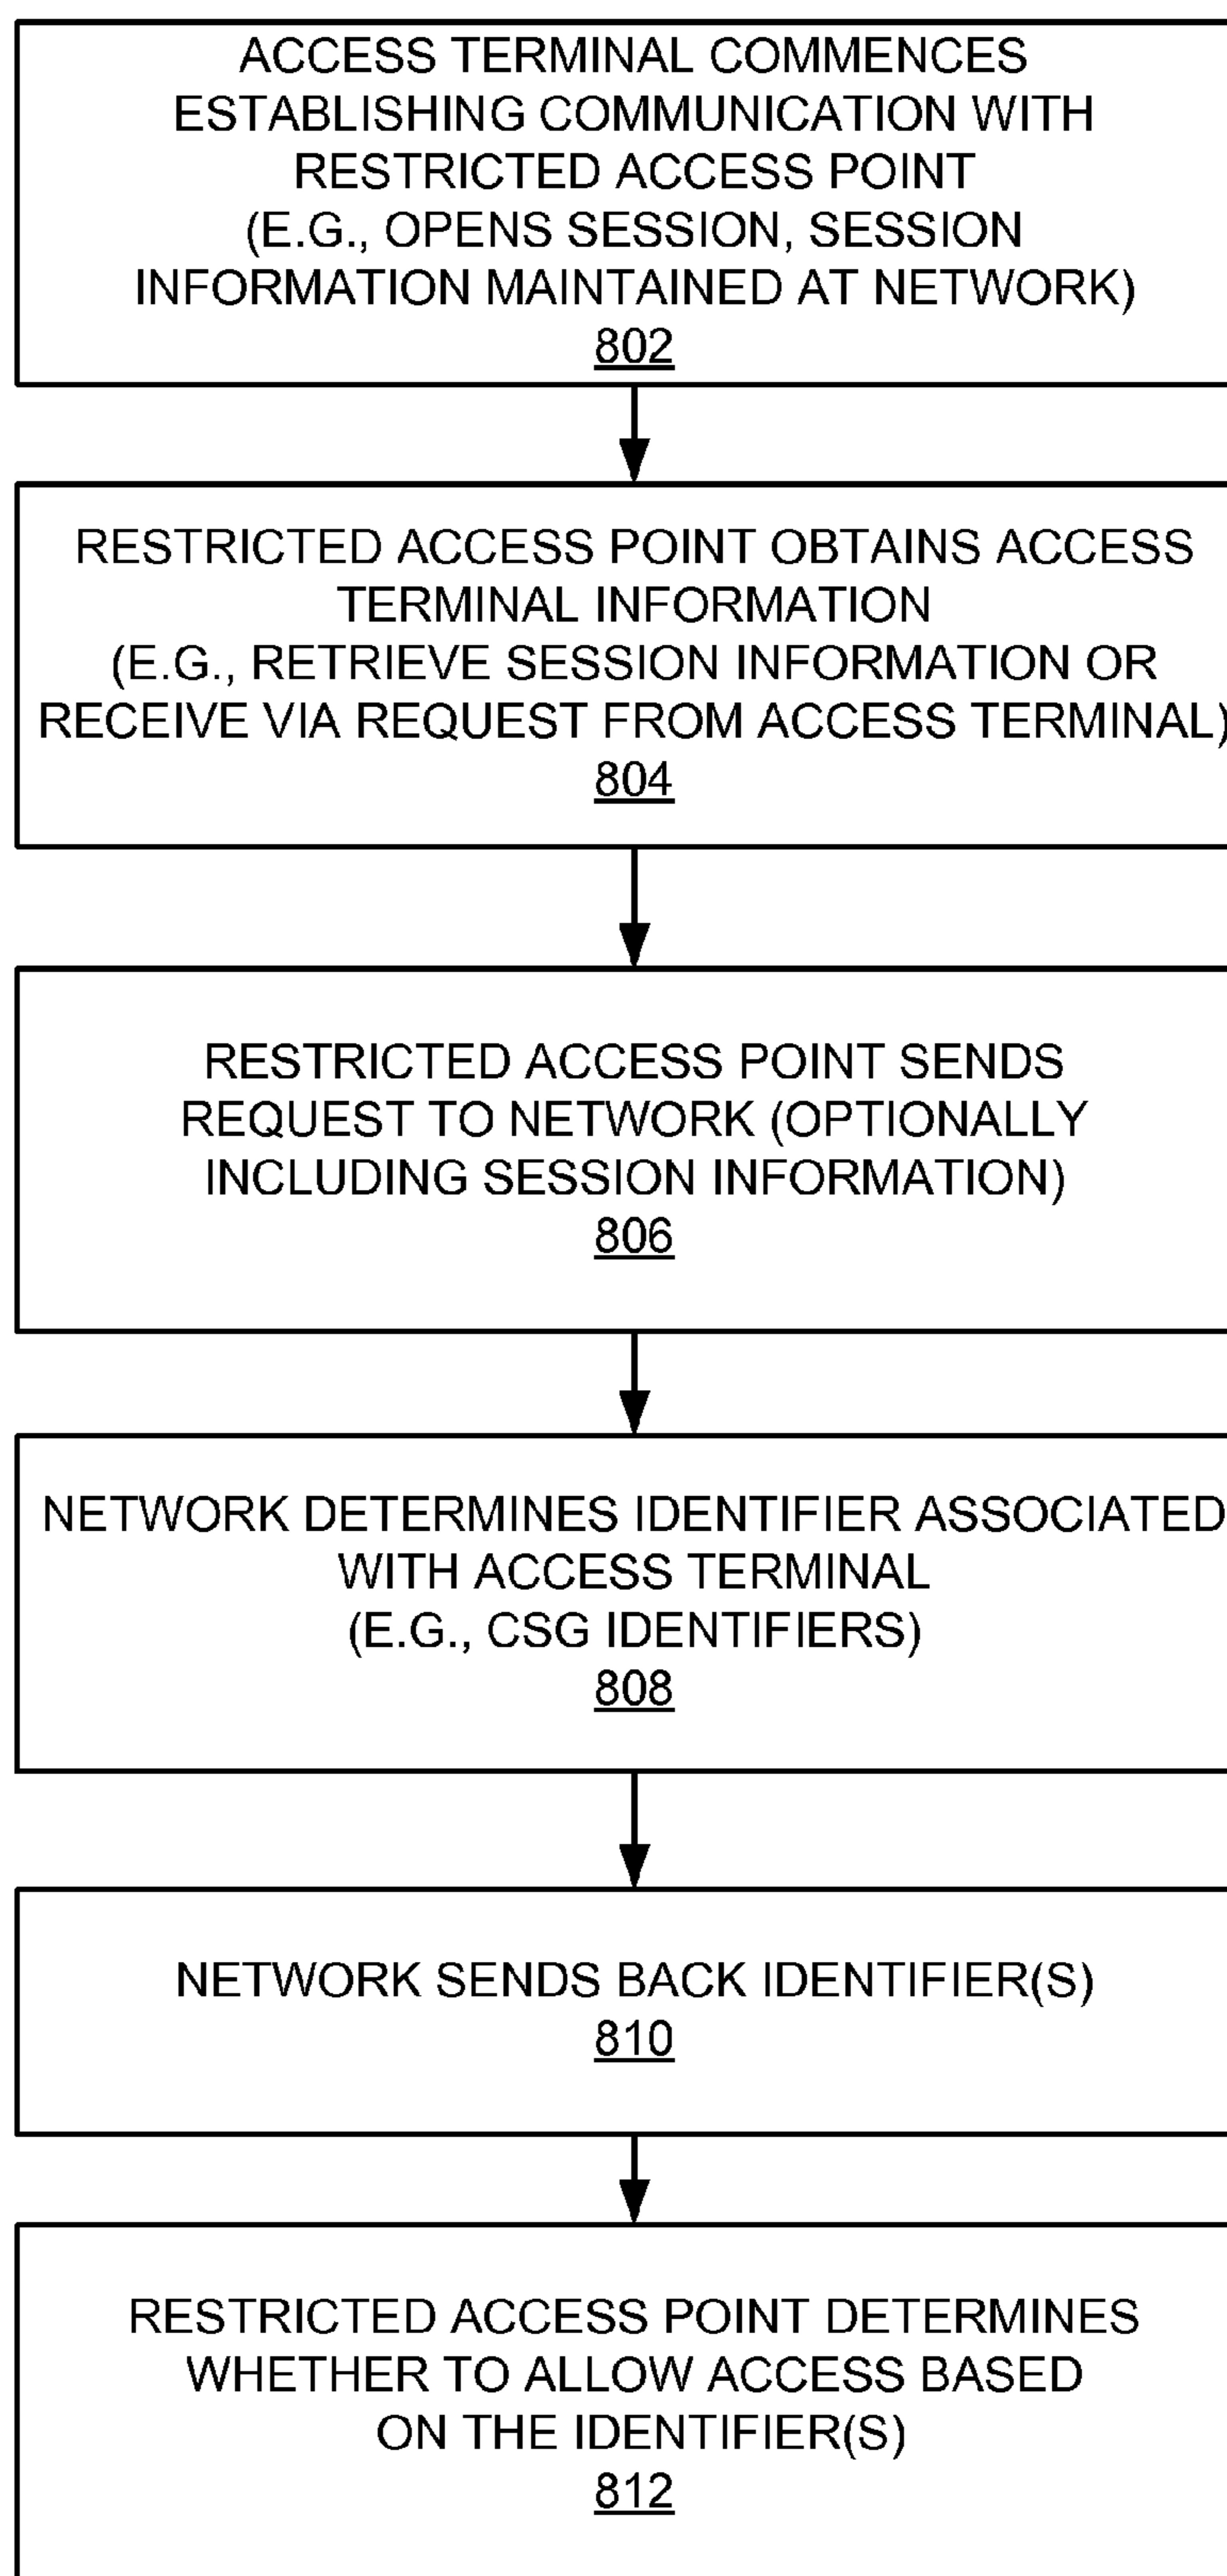 ACCESS TERMINAL COMMENCES
ESTABLISHING COMMUNICATION WITH
RESTRICTED ACCESS POINT
(E.G., OPENS SESSION, SESSION
INFORMATION MAINTAINED AT NETWORK)
802
RESTRICTED ACCESS POINT OBTAINS ACCESS
TERMINAL INFORMATION
(E.G., RETRIEVE SESSION INFORMATION OR
RECEIVE VIA REQUEST FROM ACCESS TERMINAL)
804
RESTRICTED ACCESS POINT SENDS
REQUEST TO NETWORK (OPTIONALLY
INCLUDING SESSION INFORMATION)
806
NETWORK DETERMINES IDENTIFIER ASSOCIATED
WITH ACCESS TERMINAL
(E.G., CSG IDENTIFIERS)
808
NETWORK SENDS BACK IDENTIFIER(S)
810
RESTRICTED ACCESS POINT DETERMINES
WHETHER TO ALLOW ACCESS BASED
ON THE IDENTIFIER(S)
812